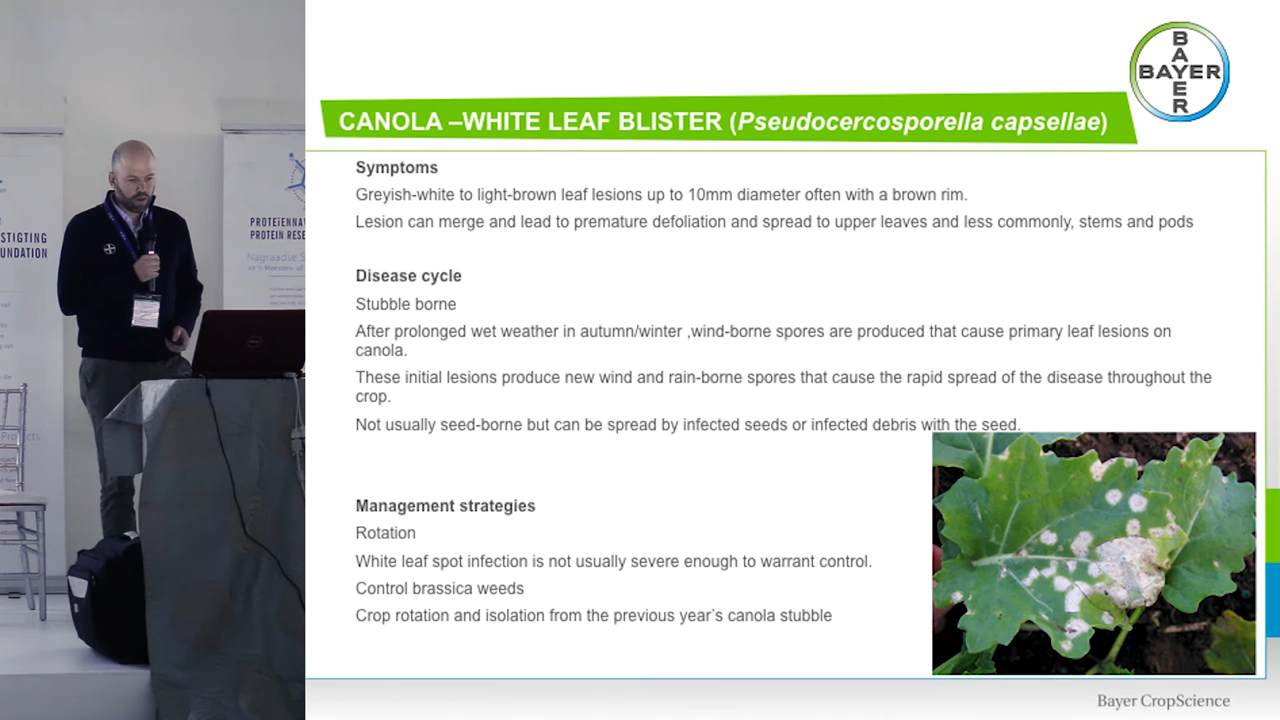 BAYER
BAYER
CANOLA –WHITE LEAF BLISTER (Pseudocercosporella capsellae)
Symptoms
Greyish-white to light-brown leaf lesions up to 10mm diameter often with a brown rim.
Lesion can merge and lead to premature defoliation and spread to upper leaves and less commonly, stems and pods
Disease cycle
Stubble borne
After prolonged wet weather in autumn/winter ,wind-borne spores are produced that cause primary leaf lesions on
canola.
These initial lesions produce new wind and rain-borne spores that cause the rapid spread of the disease throughout the
crop.
Not usually seed-borne but can be spread by infected seeds or infected debris with the seed.
Management strategies
Rotation
White leaf spot infection is not usually severe enough to warrant control.
Control brassica weeds
Crop rotation and isolation from the previous year's canola stubble
Bayer CropScience
STIGTING
UNDATION
PROTEïENNAV
PROTEIN RESE
Nagraadse S